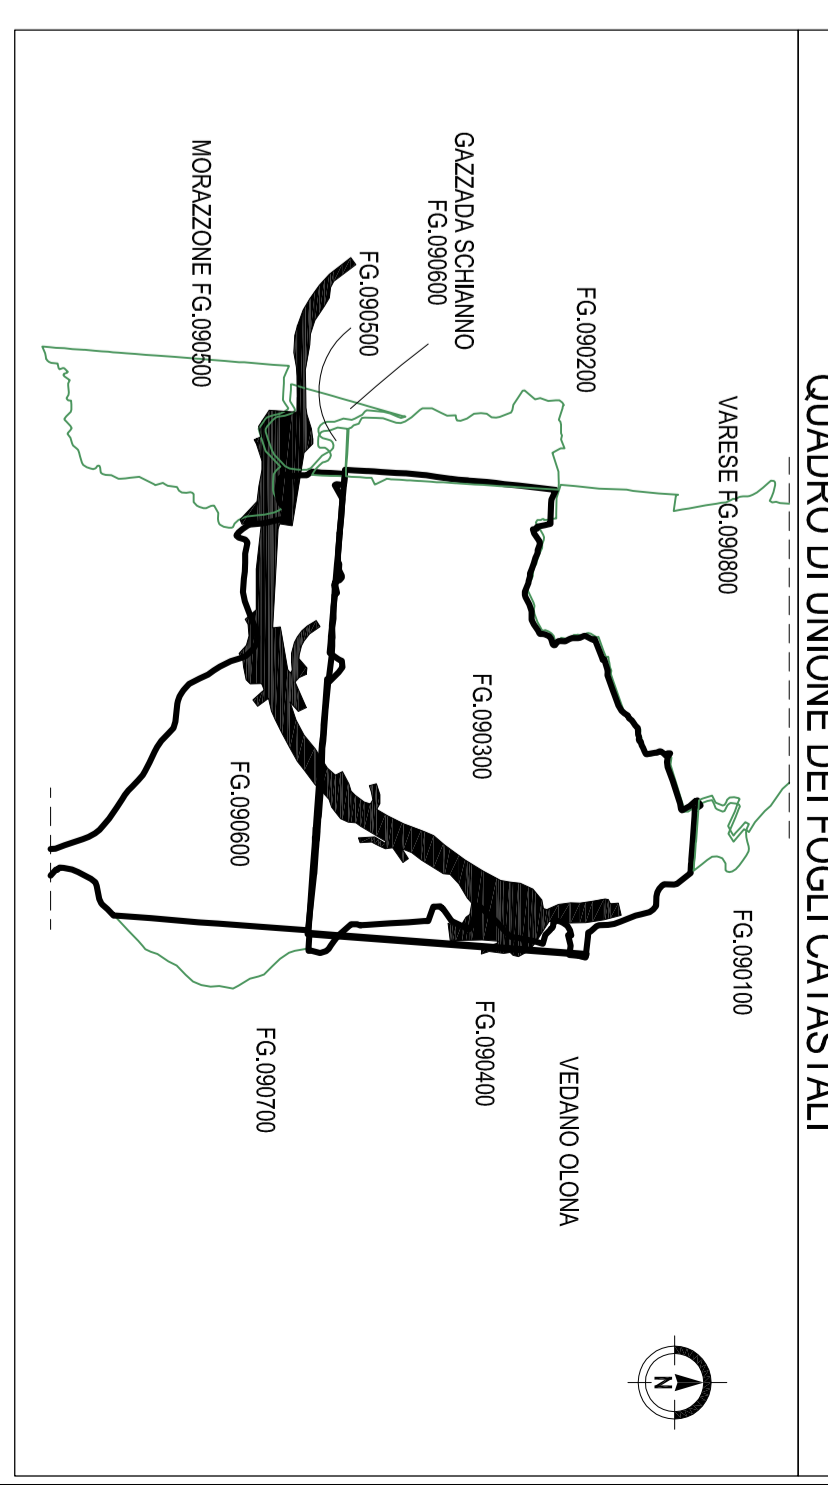 QUADRO DI UNIONE DEI FOGLI CATASTALI
VARESE FG.090800
FG.090100
FG.090200
VEDANO OLONA
GAZZADA SCHIANNO
FG.090600
FG.090300
FG.090400
FG.090500
MORAZZONE FG.090500
FG.090600
FG.090700
N